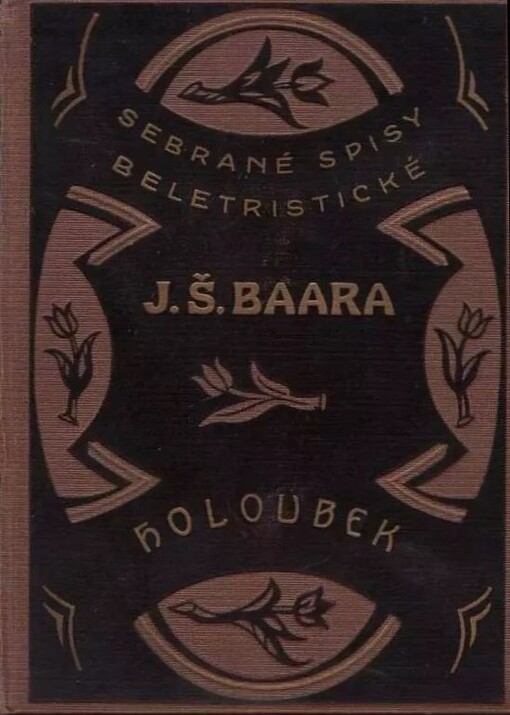 SEBRANÉ SPISY
BELETRISTICKÉ
J. Š. BAARA
HOLOUBEK